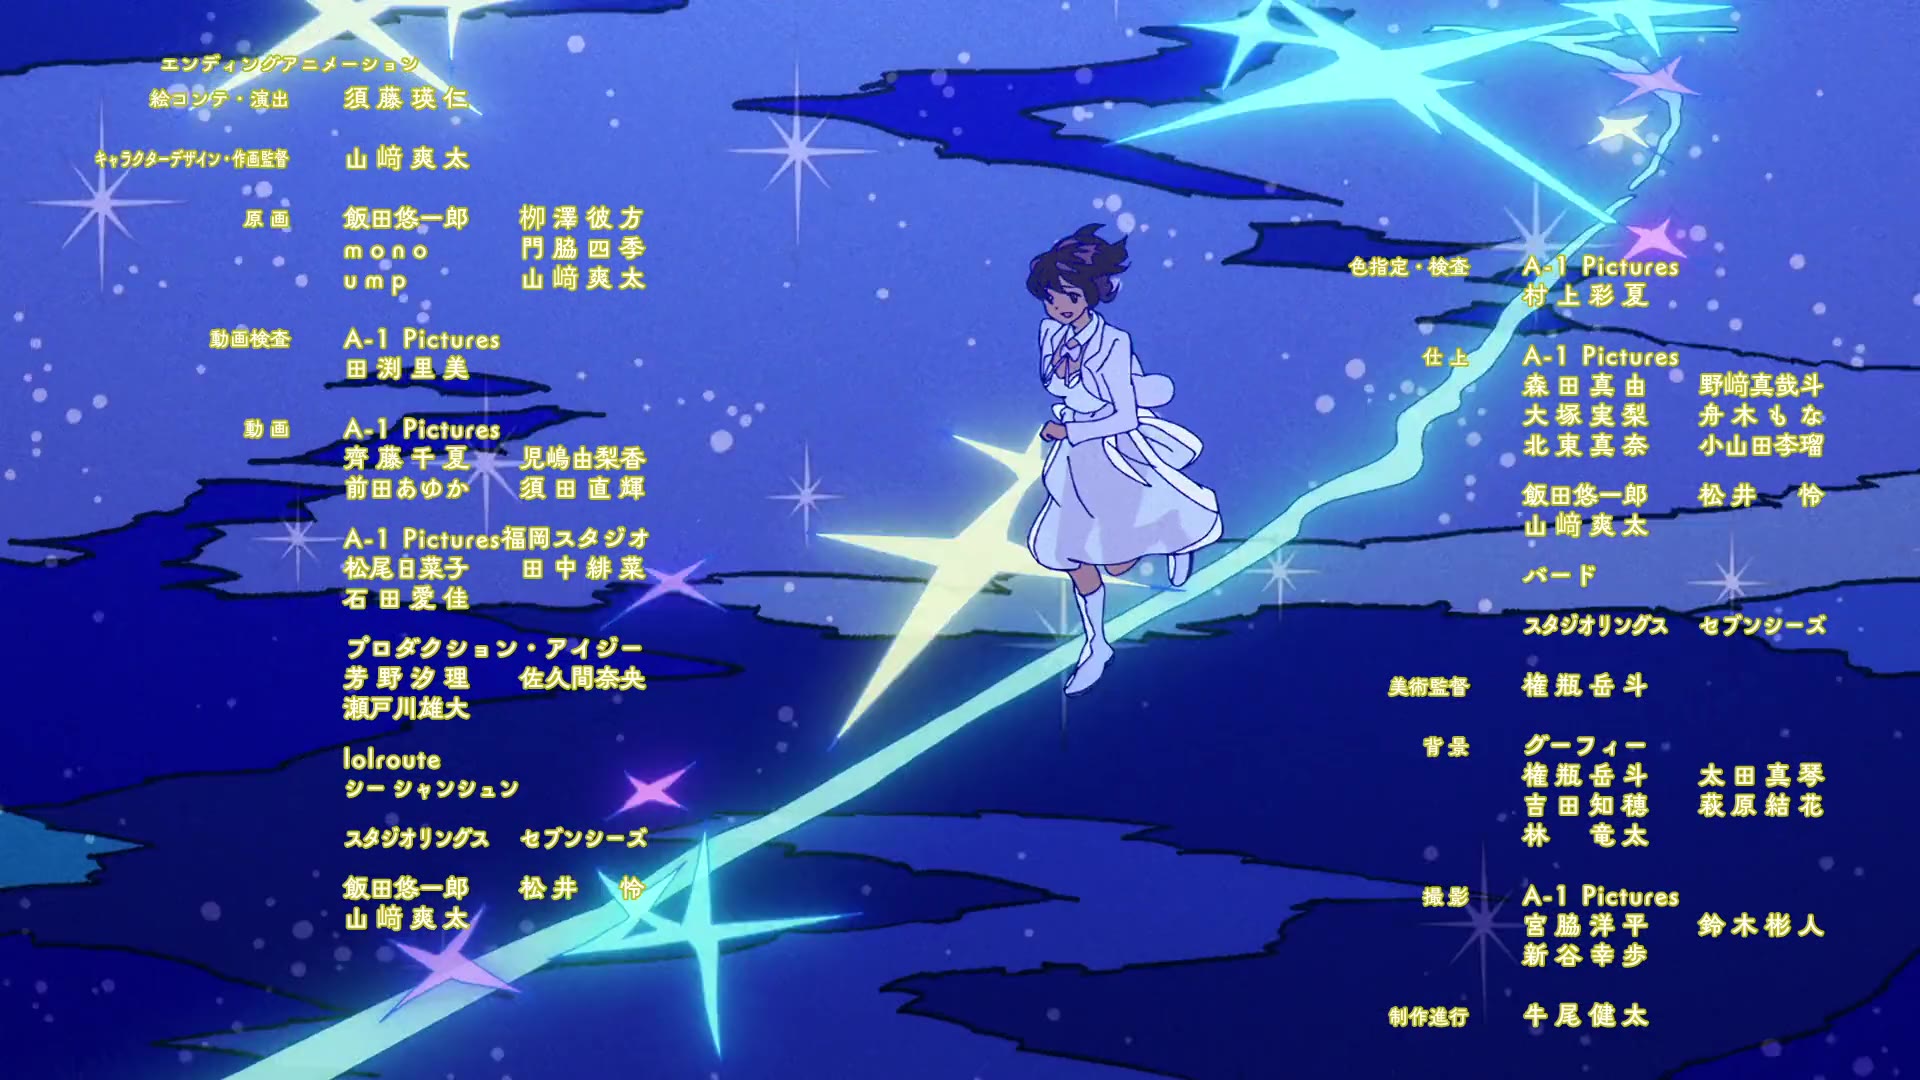 エンディングアニメーション
絵コンテ・演出 須藤瑛仁
キャラクターデザイン・作画監督 山﨑爽太
原画 飯田悠一郎 栁澤彼方
mono 門脇四季
ump 山﨑爽太
動画検査 A-1 Pictures
田渕里美
動画 A-1 Pictures
齊藤千夏 児嶋由梨香
前田あゆか 須田直輝
A-1 Pictures福岡スタジオ
松尾日菜子 田中緋菜
石田愛佳
プロダクション・アイジー
芳野汐理 佐久間奈央
瀬戸川雄大
lolroute
シー シャンシュン
スタジオリングス セブンシーズ
飯田悠一郎 松井 怜
山﨑爽太
色指定・検査 A-1 Pictures
村上彩夏
仕上 A-1 Pictures
森田真由 野﨑真哉斗
大塚実梨 舟木もな
北東真奈 小山田李瑠
飯田悠一郎 松井 怜
山﨑爽太
バード
スタジオリングス セブンシーズ
美術監督 権瓶岳斗
背景 グーフィー
権瓶岳斗 太田真琴
吉田知穂 萩原結花
林 竜太
撮影 A-1 Pictures
宮脇洋平 鈴木彬人
新谷幸歩
制作進行 牛尾健太